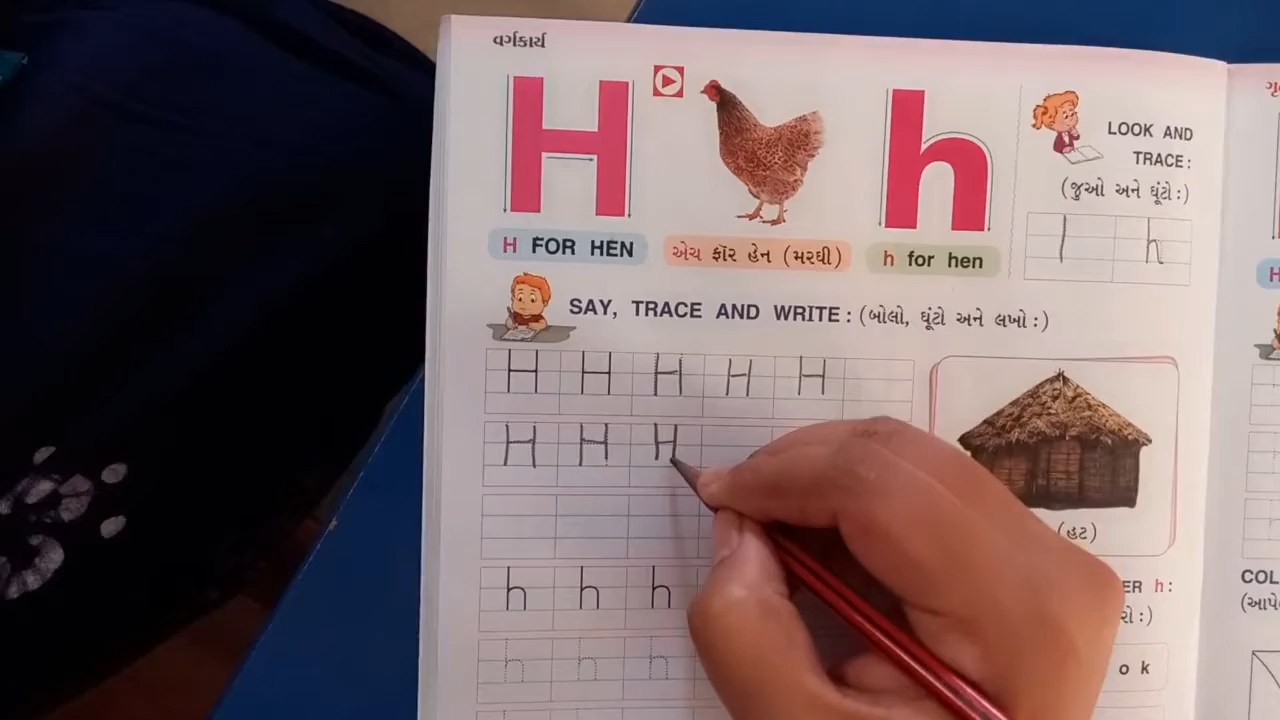 વર્ગકાર્ય
H h
LOOK AND
TRACE:
(જુઓ અને ઘૂંટો:)
l h
H FOR HEN
એચ ફૉર હેન (મરઘી)
h for hen
SAY, TRACE AND WRITE: (બોલો, ઘૂંટો અને લખો:)
H H H H H
H H H
(હટ)
h h h
h:
h h h
o k